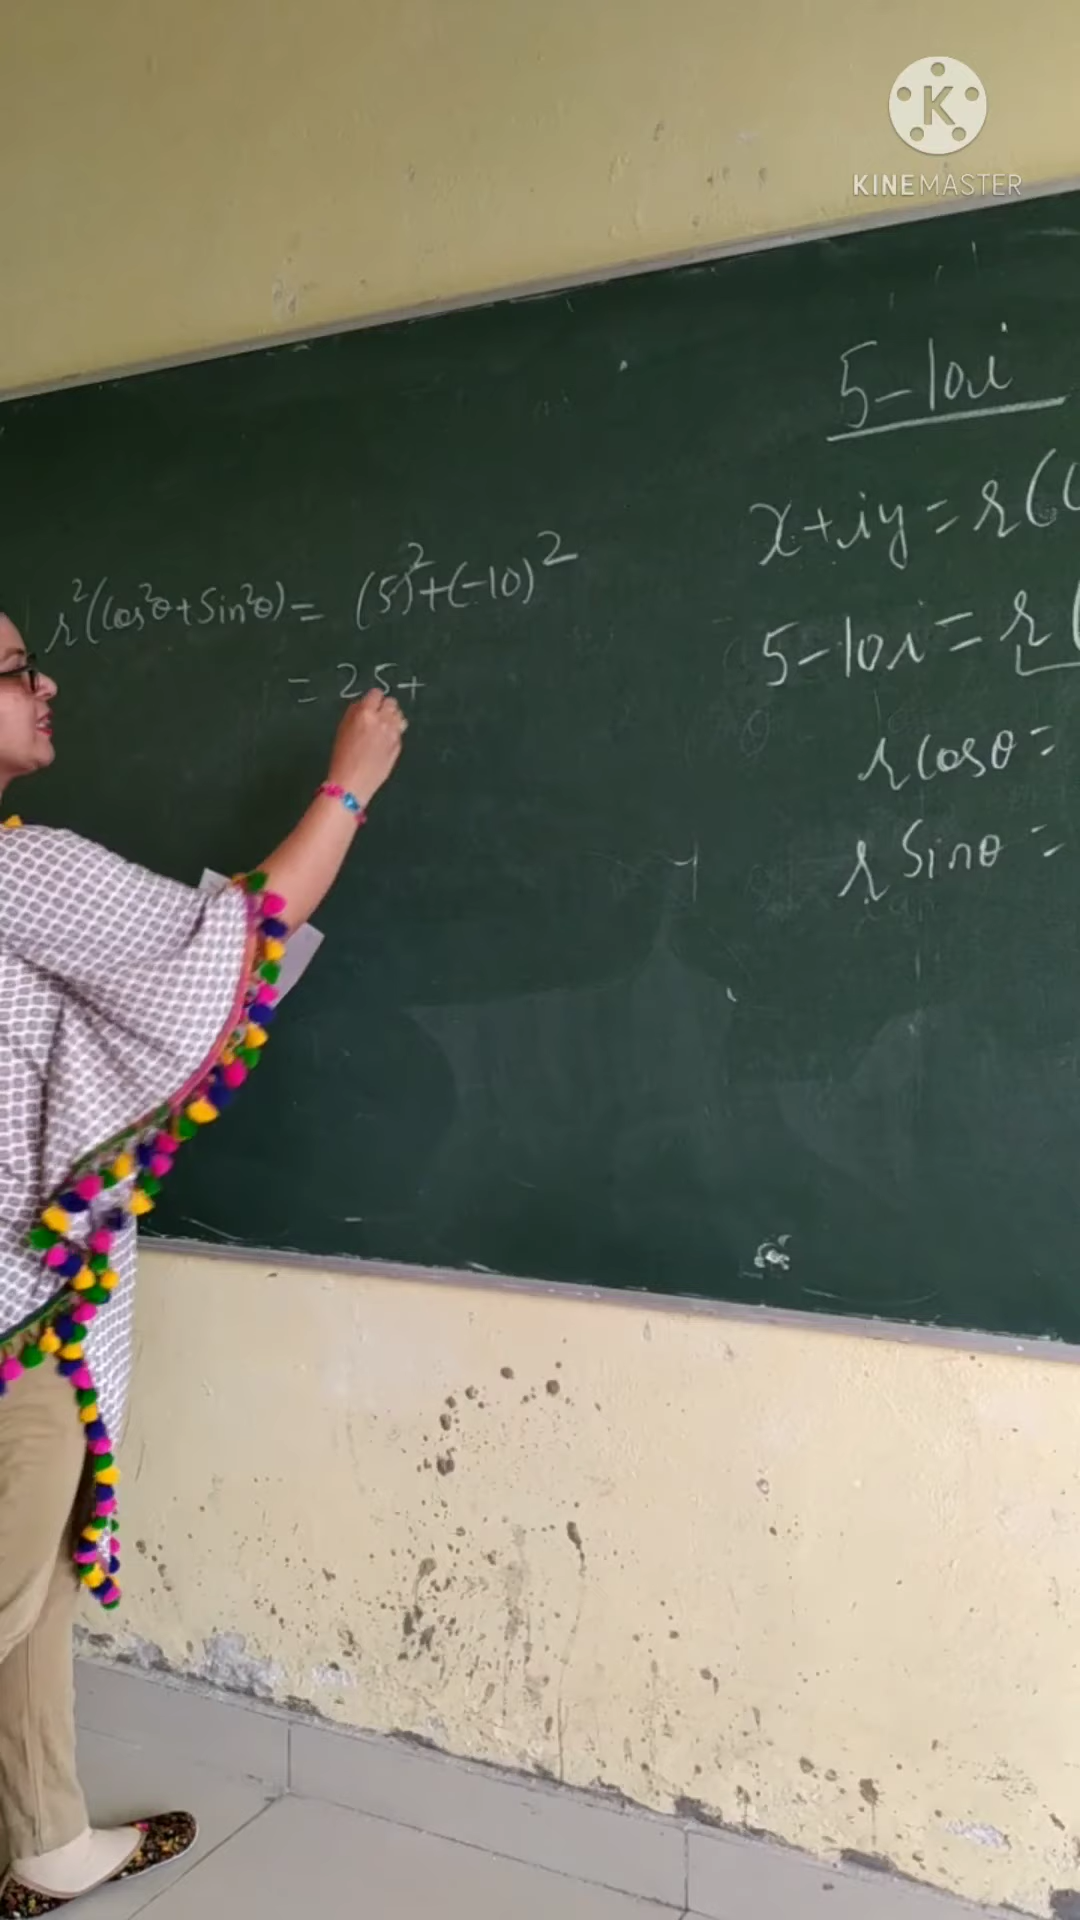 KINEMASTER
5-10i
x+iy=r(C
5-10i=r(
r Cosθ=
r Sinθ=
r²(Cos²θ+Sin²θ)= (5)²+(-10)²
= 25+